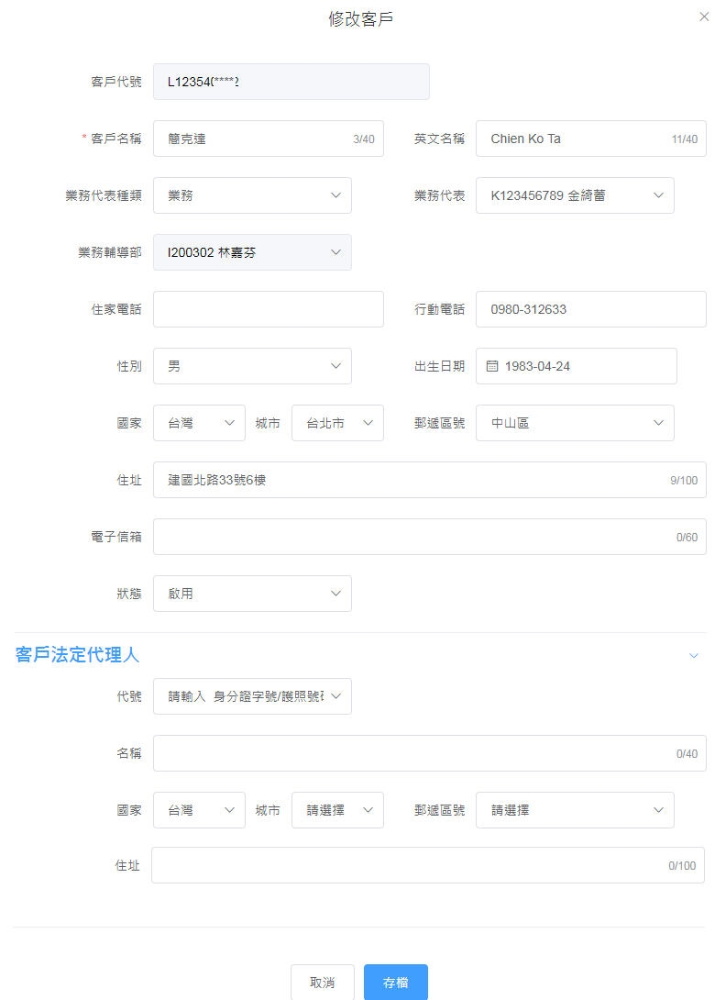 修改客戶
客戶代號 L123540****2
* 客戶名稱 簡克達 3/40 英文名稱 Chien Ko Ta 11/40
業務代表種類 業務 業務代表 K123456789 金綺蕾
業務輔導部 I200302 林嘉芬
住家電話 行動電話 0980-312633
性別 男 出生日期 1983-04-24
國家 台灣 城市 台北市 郵遞區號 中山區
住址 建國北路33號6樓 9/100
電子信箱 0/60
狀態 啟用
客戶法定代理人
代號 請輸入 身分證字號/護照號
名稱 0/40
國家 台灣 城市 請選擇 郵遞區號 請選擇
住址 0/100
取消 存檔